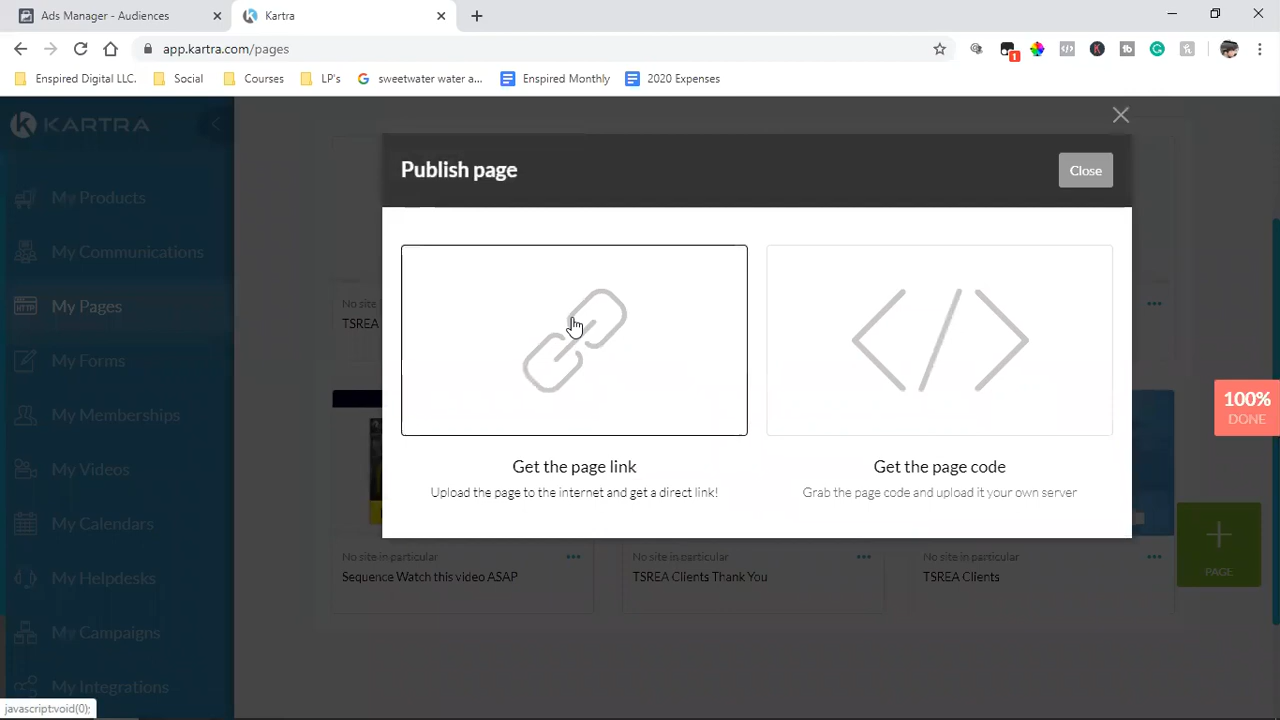 Ads Manager - Audiences
Kartra
app.kartra.com/pages
1
Enspired Digital LLC.
Social
Courses
LP's
sweetwater water a...
Enspired Monthly
2020 Expenses
KARTRA
My Products
My Communications
HTTP
My Pages
My Forms
My Memberships
My Videos
My Calendars
My Helpdesks
My Campaigns
My Integrations
Publish page
Close
Get the page link
Upload the page to the internet and get a direct link!
Get the page code
Grab the page code and upload it your own server
No site
TSREA
No site in particular
Sequence Watch this video ASAP
No site in particular
TSREA Clients Thank You
No site in particular
TSREA Clients
100%
DONE
PAGE
javascript:void(0);